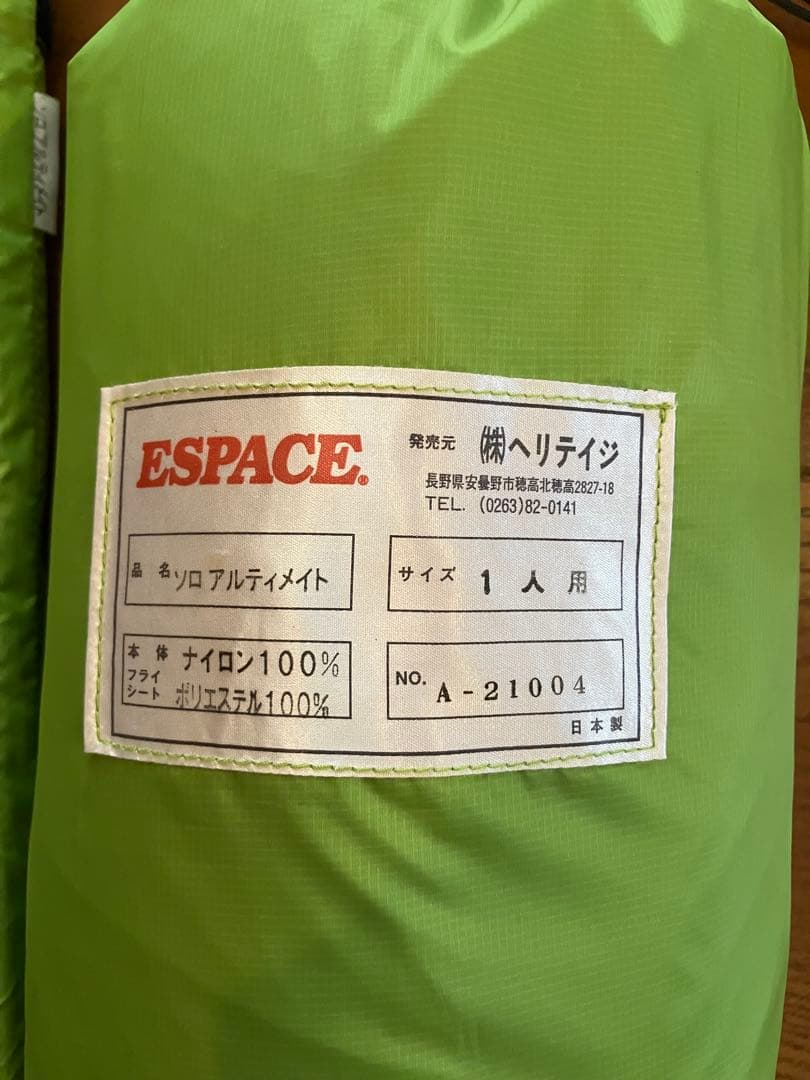 ESPACE®
発売元 ㈱ヘリテイジ
長野県安曇野市穂高北穂高2827-18
TEL. (0263)82-0141
品名 ソロ アルティメイト
サイズ 1人用
本体 ナイロン100%
フライシート ポリエステル100%
NO. A-21004
日本製